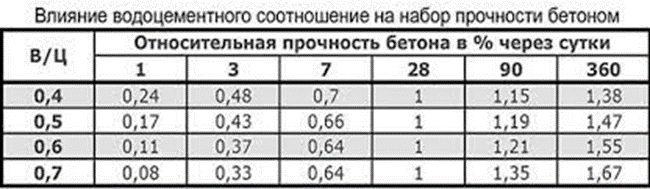 Влияние водоцементного соотношение на набор прочности бетоном
В/Ц Относительная прочность бетона в % через сутки
1 3 7 28 90 360
0,4 0,24 0,48 0,7 1 1,15 1,38
0,5 0,17 0,43 0,66 1 1,19 1,47
0,6 0,11 0,37 0,64 1 1,21 1,55
0,7 0,08 0,33 0,64 1 1,35 1,67